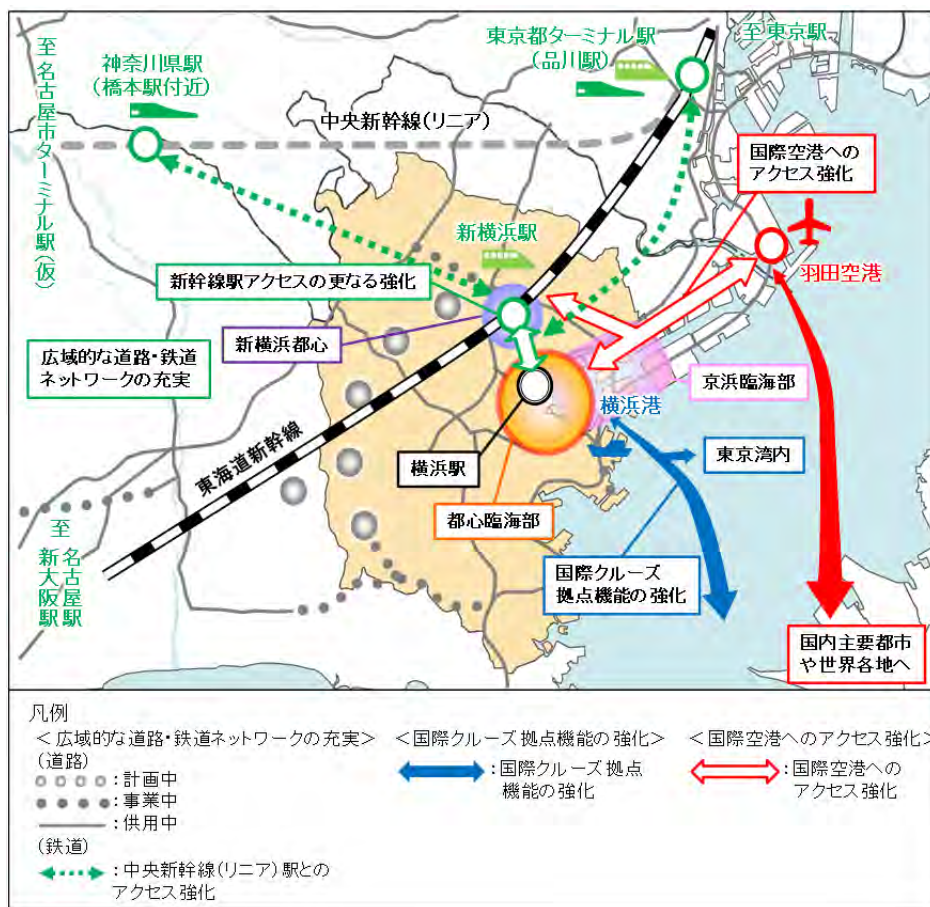 至 名古屋市ターミナル駅(仮)
神奈川県駅
(橋本駅付近)
東京都ターミナル駅
(品川駅)
至 東京駅
中央新幹線(リニア)
国際空港への
アクセス強化
新横浜駅
羽田空港
新幹線駅アクセスの更なる強化
新横浜都心
広域的な道路・鉄道
ネットワークの充実
京浜臨海部
横浜港
東海道新幹線
横浜駅
東京湾内
都心臨海部
至
名古屋駅
新大阪駅
国際クルーズ
拠点機能の強化
国内主要都市
や世界各地へ
凡例
<広域的な道路・鉄道ネットワークの充実>
(道路)
:計画中
:事業中
:供用中
(鉄道)
:中央新幹線(リニア)駅との
アクセス強化
<国際クルーズ拠点機能の強化>
:国際クルーズ拠点
機能の強化
<国際空港へのアクセス強化>
:国際空港への
アクセス強化